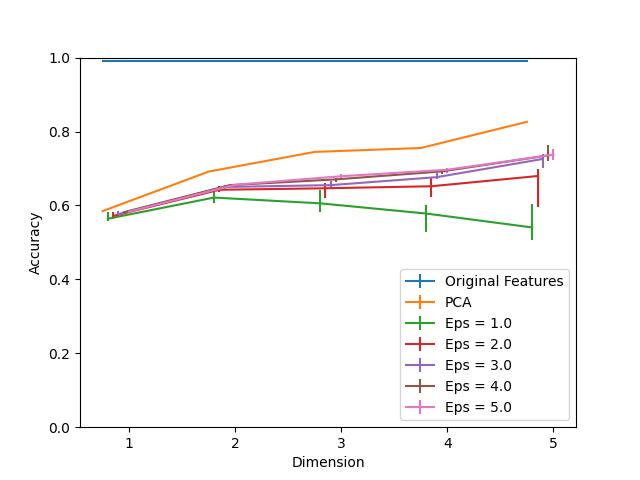 1.0
0.8
0.6
0.4
0.2
0.0
Accuracy
1 2 3 4 5
Dimension
Original Features
PCA
Eps = 1.0
Eps = 2.0
Eps = 3.0
Eps = 4.0
Eps = 5.0